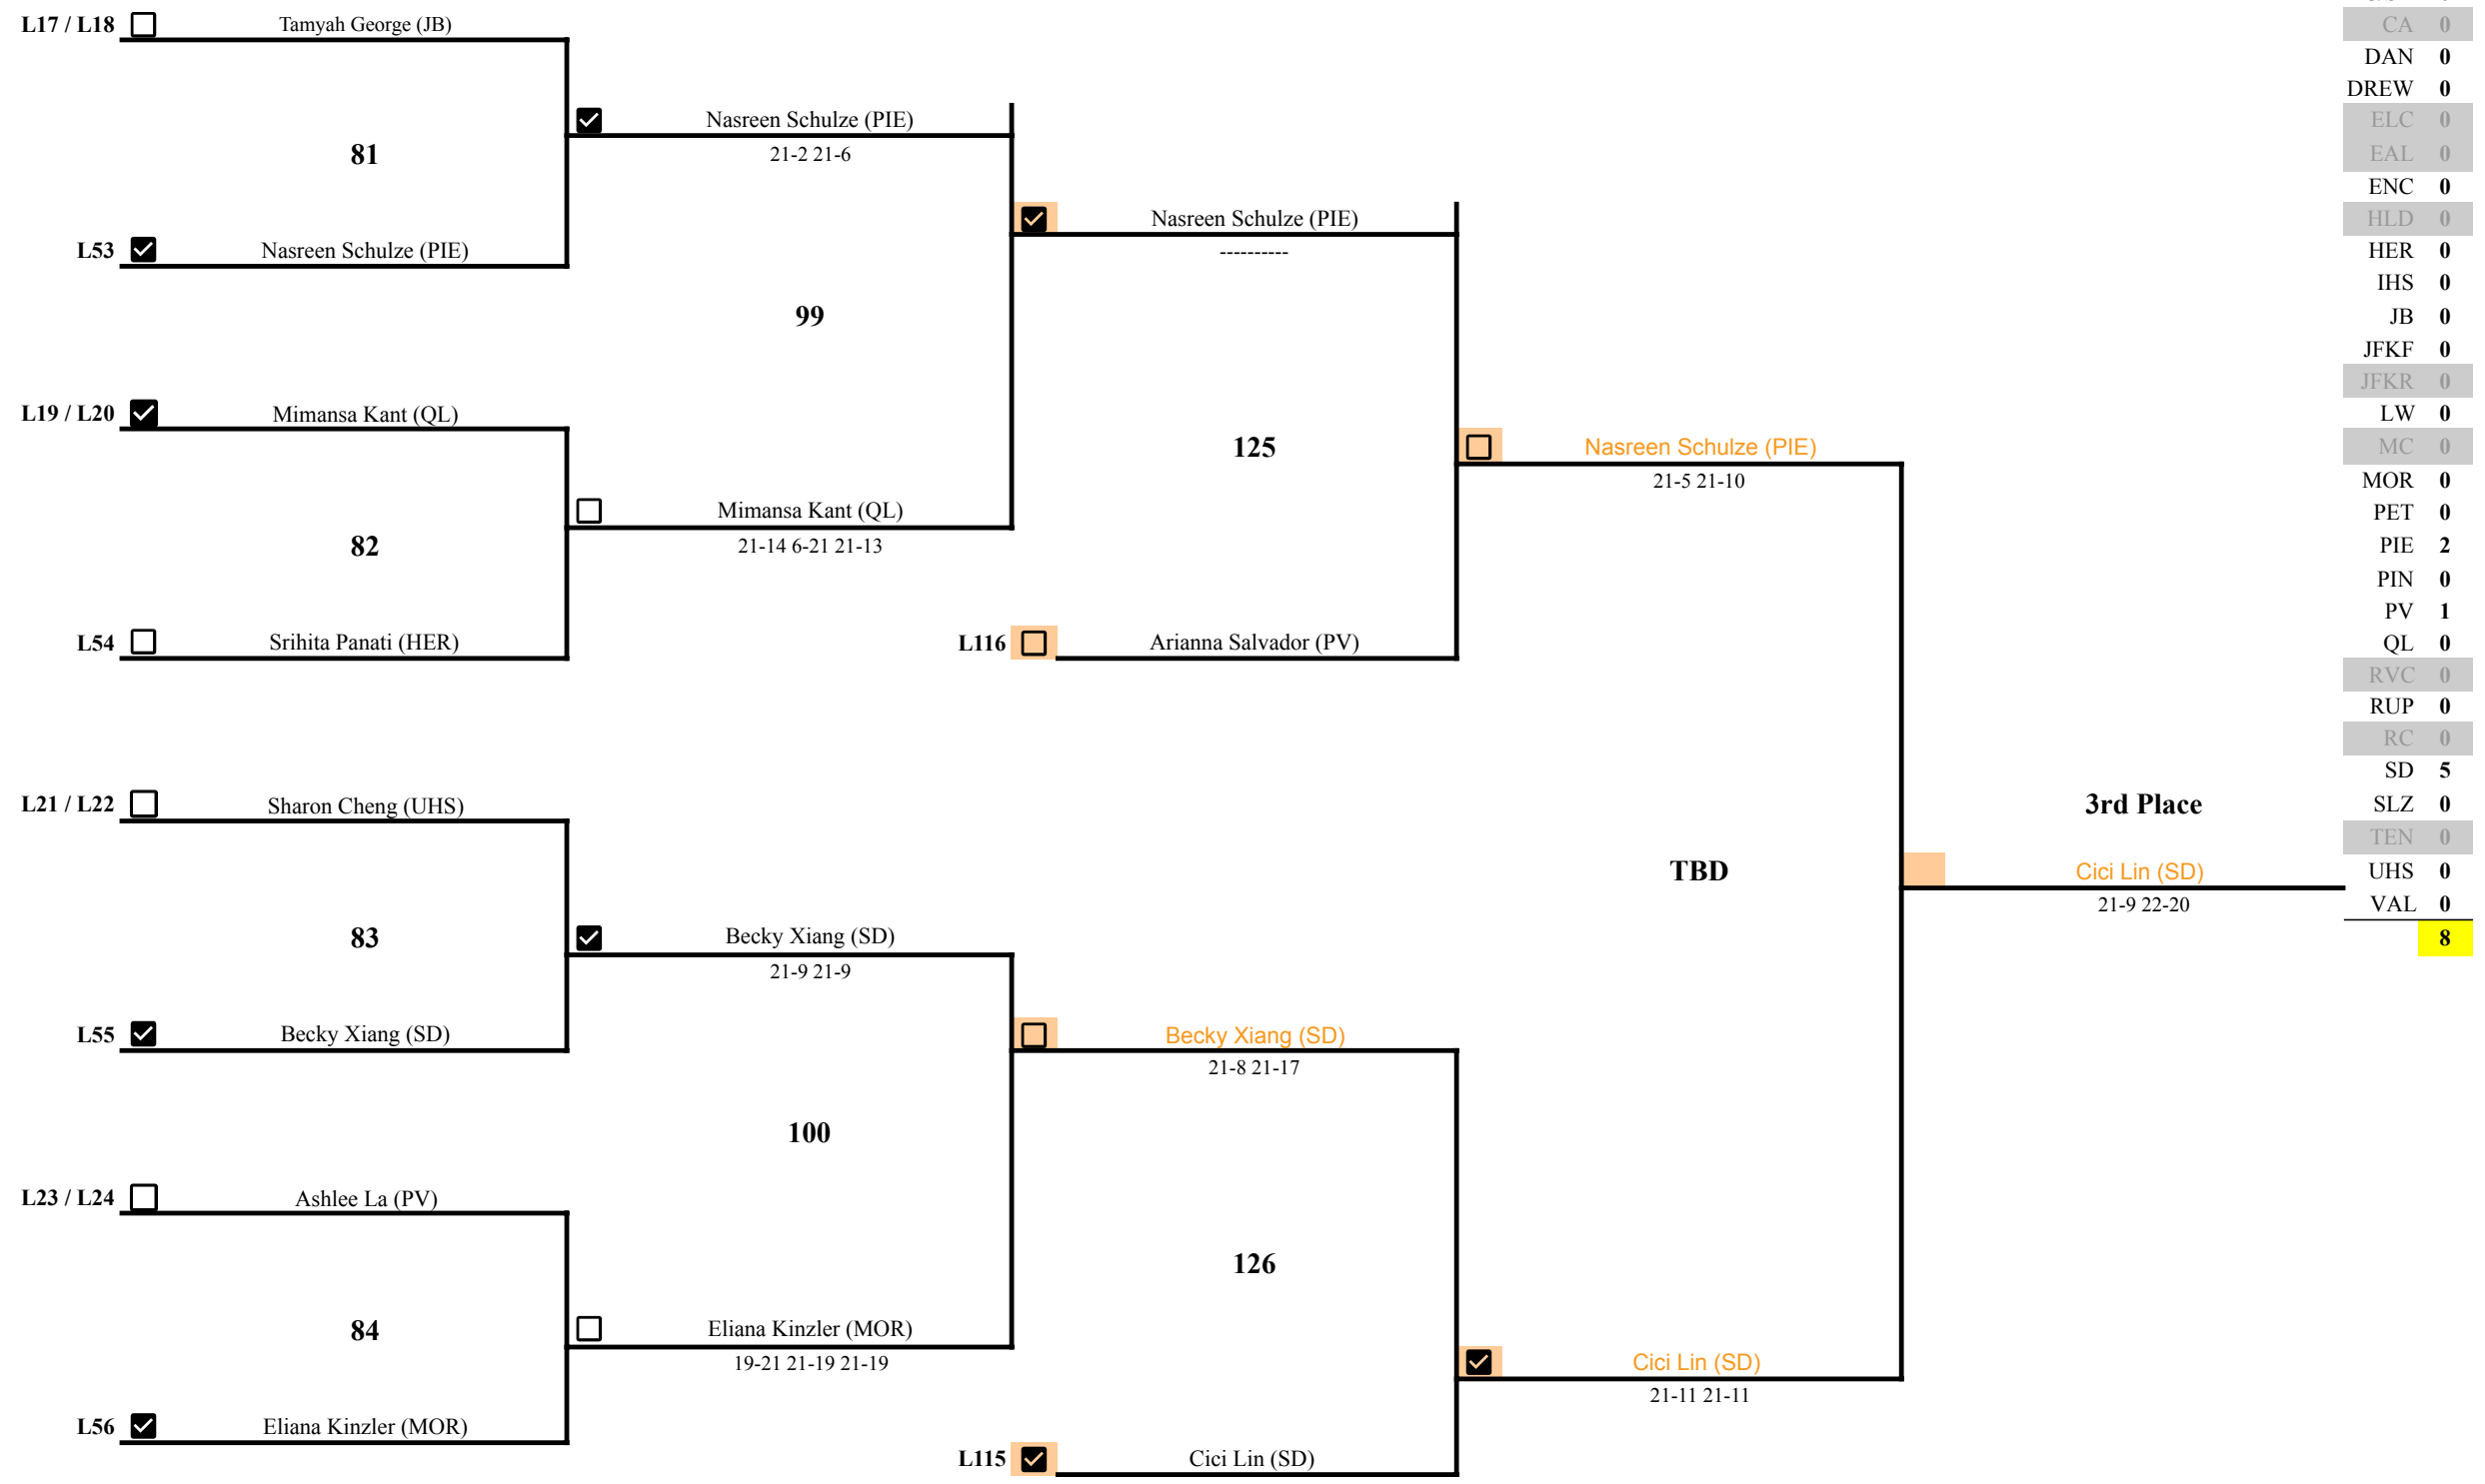 L17 / L18 Tamyah George (JB)
81
L53 Nasreen Schulze (PIE)
L19 / L20 Mimansa Kant (QL)
82
L54 Srihita Panati (HER)
L21 / L22 Sharon Cheng (UHS)
83
L55 Becky Xiang (SD)
L23 / L24 Ashlee La (PV)
84
L56 Eliana Kinzler (MOR)
Nasreen Schulze (PIE)
21-2 21-6
99
Mimansa Kant (QL)
21-14 6-21 21-13
Becky Xiang (SD)
21-9 21-9
100
Eliana Kinzler (MOR)
19-21 21-19 21-19
Nasreen Schulze (PIE)
----------
125
L116 Arianna Salvador (PV)
Becky Xiang (SD)
21-8 21-17
126
L115 Cici Lin (SD)
Nasreen Schulze (PIE)
21-5 21-10
TBD
Cici Lin (SD)
21-11 21-11
3rd Place
Cici Lin (SD)
21-9 22-20
CA 0
DAN 0
DREW 0
ELC 0
EAL 0
ENC 0
HLD 0
HER 0
IHS 0
JB 0
JFKF 0
JFKR 0
LW 0
MC 0
MOR 0
PET 0
PIE 2
PIN 0
PV 1
QL 0
RVC 0
RUP 0
RC 0
SD 5
SLZ 0
TEN 0
UHS 0
VAL 0
8